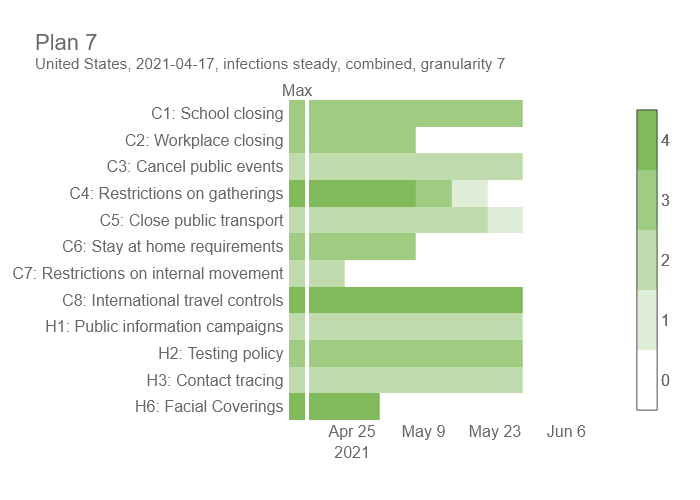 Plan 7
United States, 2021-04-17, infections steady, combined, granularity 7
Max
C1: School closing
C2: Workplace closing
C3: Cancel public events
C4: Restrictions on gatherings
C5: Close public transport
C6: Stay at home requirements
C7: Restrictions on internal movement
C8: International travel controls
H1: Public information campaigns
H2: Testing policy
H3: Contact tracing
H6: Facial Coverings
Apr 25 May 9 May 23 Jun 6
2021
4
3
2
1
0